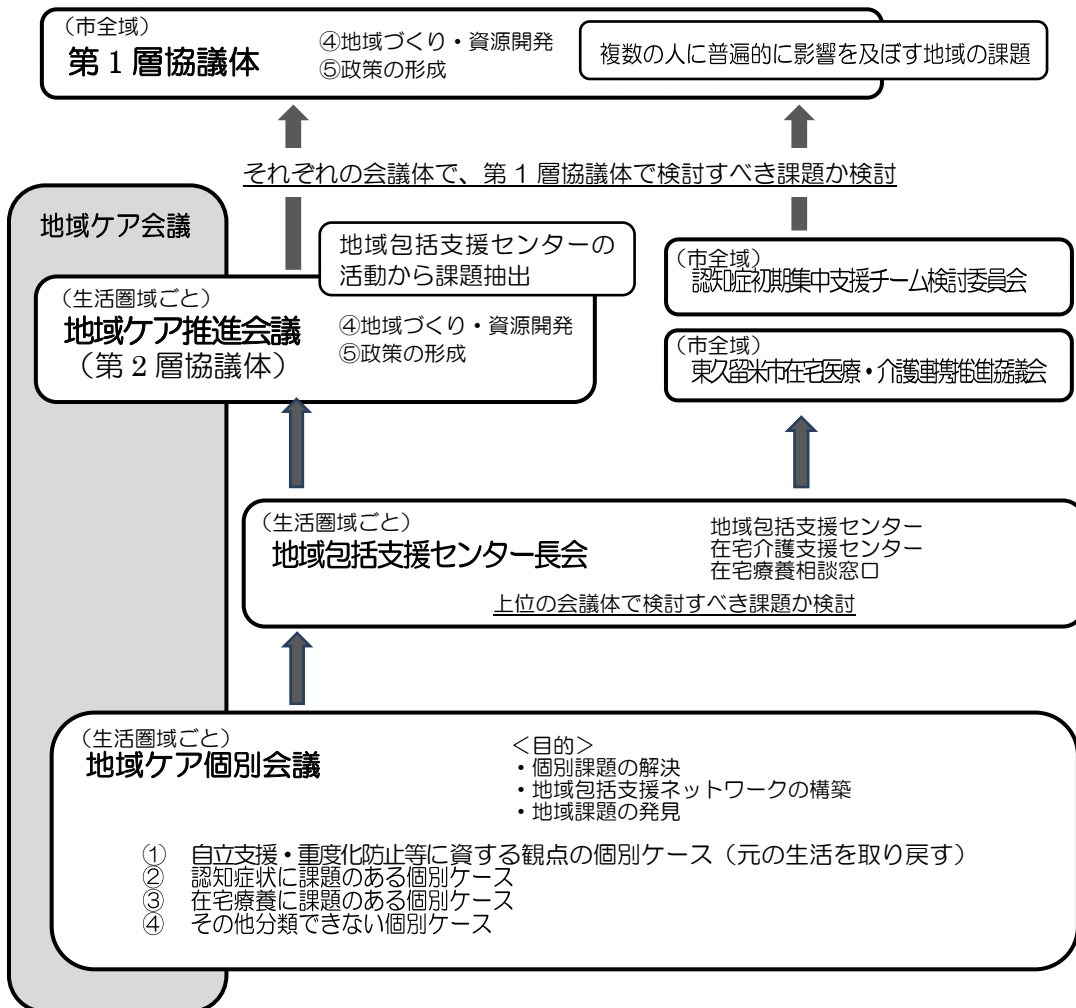 （市全域）
第１層協議体
④地域づくり・資源開発
⑤政策の形成
複数の人に普遍的に影響を及ぼす地域の課題
それぞれの会議体で、第１層協議体で検討すべき課題か検討
地域ケア会議
地域包括支援センターの
活動から課題抽出
（生活圏域ごと）
地域ケア推進会議
（第２層協議体）
④地域づくり・資源開発
⑤政策の形成
（市全域）
認知症初期集中支援チーム検討委員会
（市全域）
東久留米市在宅医療・介護連携推進協議会
（生活圏域ごと）
地域包括支援センター長会
地域包括支援センター
在宅介護支援センター
在宅療養相談窓口
上位の会議体で検討すべき課題か検討
（生活圏域ごと）
地域ケア個別会議
＜目的＞
・個別課題の解決
・地域包括支援ネットワークの構築
・地域課題の発見
① 自立支援・重度化防止等に資する観点の個別ケース（元の生活を取り戻す）
② 認知症状に課題のある個別ケース
③ 在宅療養に課題のある個別ケース
④ その他分類できない個別ケース